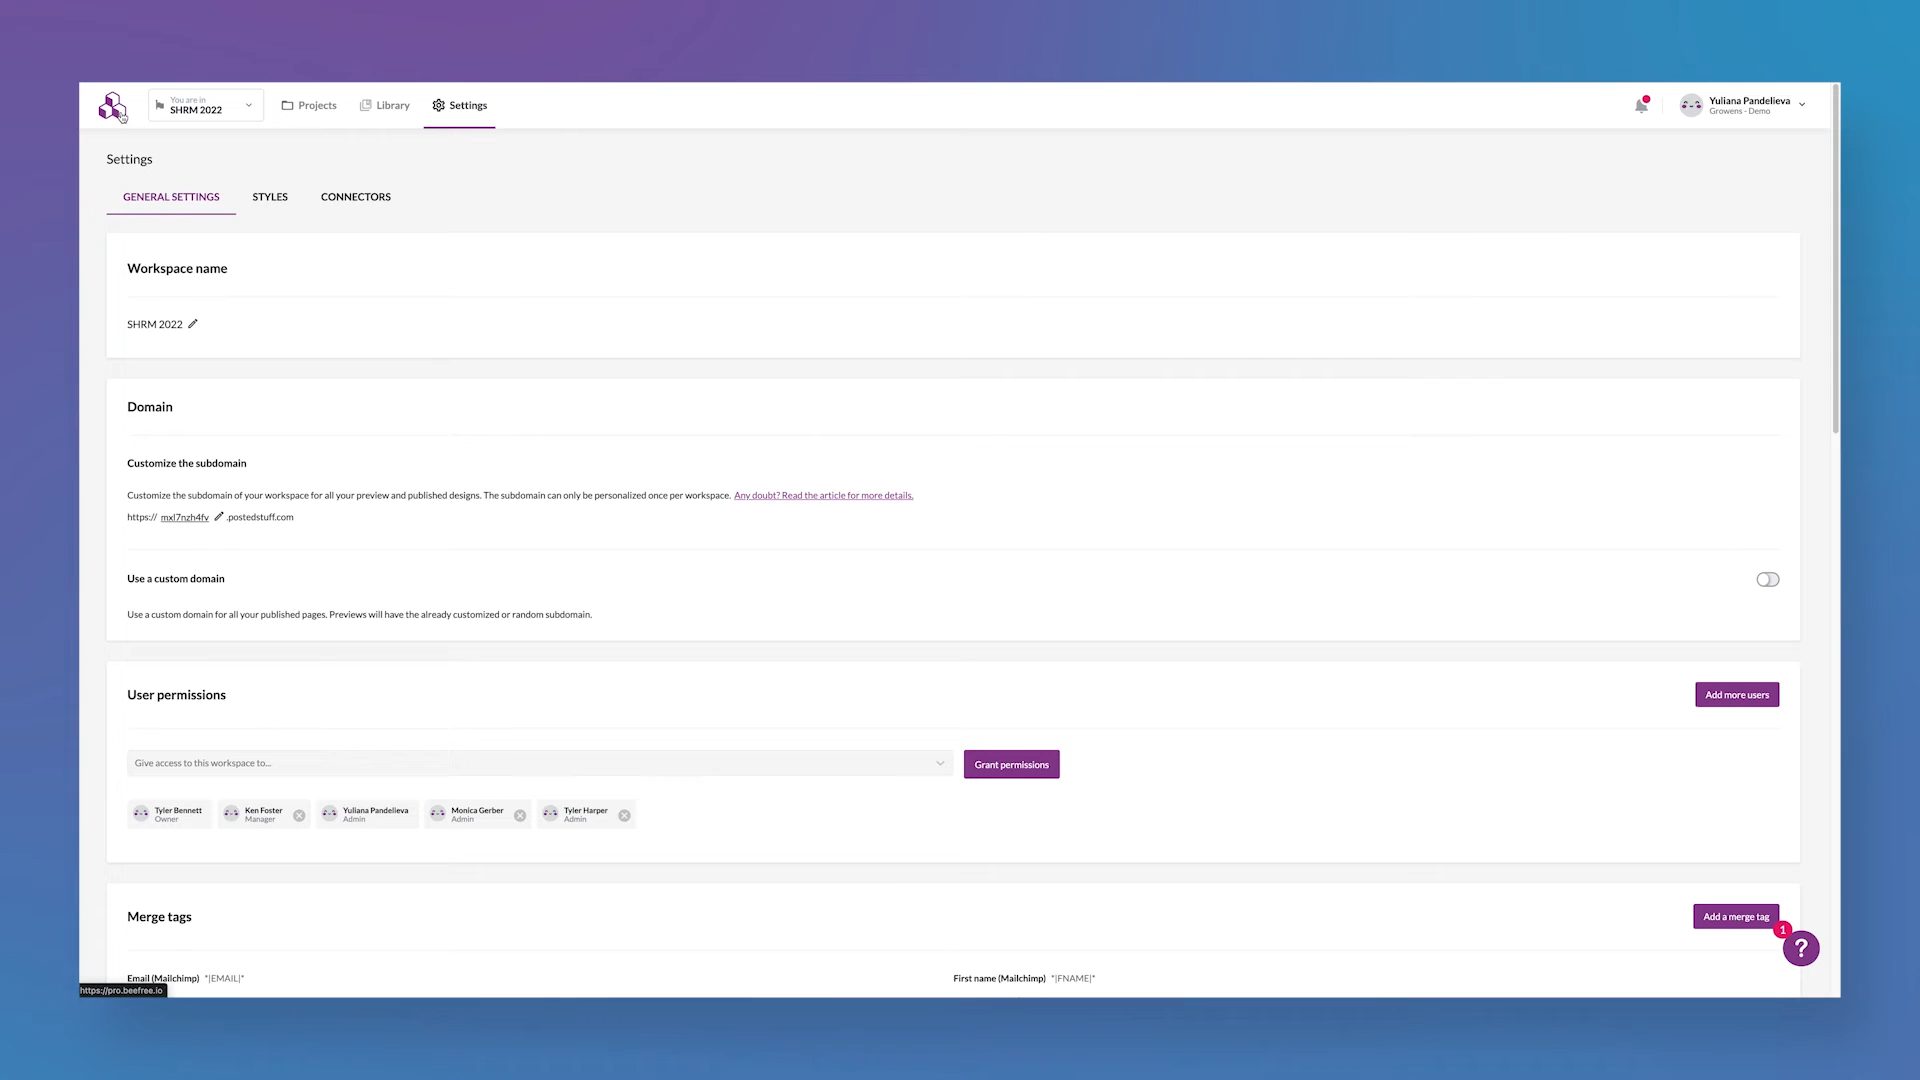 You are in
SHRM 2022
Projects
Library
Settings
Yuliana Pandelieva
Growens - Demo
Settings
GENERAL SETTINGS
STYLES
CONNECTORS
Workspace name
SHRM 2022
Domain
Customize the subdomain
Customize the subdomain of your workspace for all your preview and published designs. The subdomain can only be personalized once per workspace. Any doubt? Read the article for more details.
https:// mxl7nzh4fv .postedstuff.com
Use a custom domain
Use a custom domain for all your published pages. Previews will have the already customized or random subdomain.
User permissions
Add more users
Give access to this workspace to...
Grant permissions
Tyler Bennett
Owner
Ken Foster
Manager
Yuliana Pandelieva
Admin
Monica Gerber
Admin
Tyler Harper
Admin
Merge tags
Add a merge tag
1
?
Email (Mailchimp) *|EMAIL|*
First name (Mailchimp) *|FNAME|*
https://pro.beefree.io